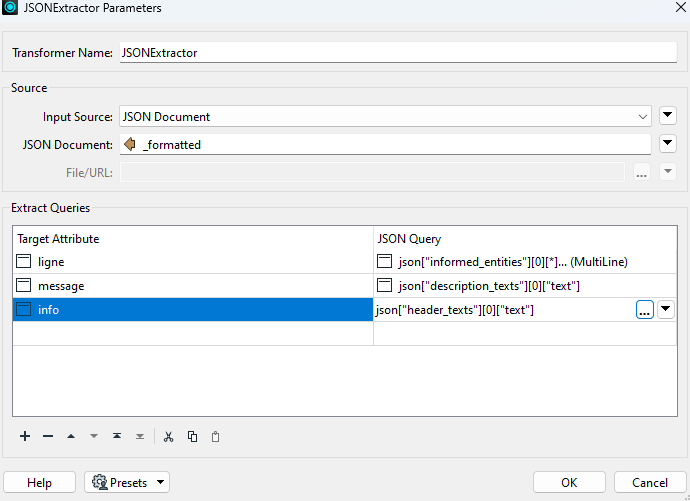 JSONExtractor Parameters
Transformer Name: JSONExtractor
Source
Input Source: JSON Document
JSON Document: _formatted
File/URL: ...
Extract Queries
Target Attribute JSON Query
ligne json["informed_entities"][0][*]... (MultiLine)
message json["description_texts"][0]["text"]
info json["header_texts"][0]["text"] ...
Help Presets OK Cancel